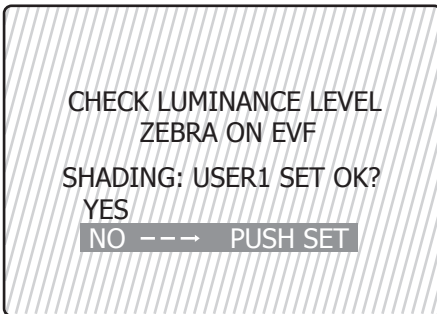 CHECK LUMINANCE LEVEL
ZEBRA ON EVF
SHADING: USER1 SET OK?
YES
NO ---→ PUSH SET